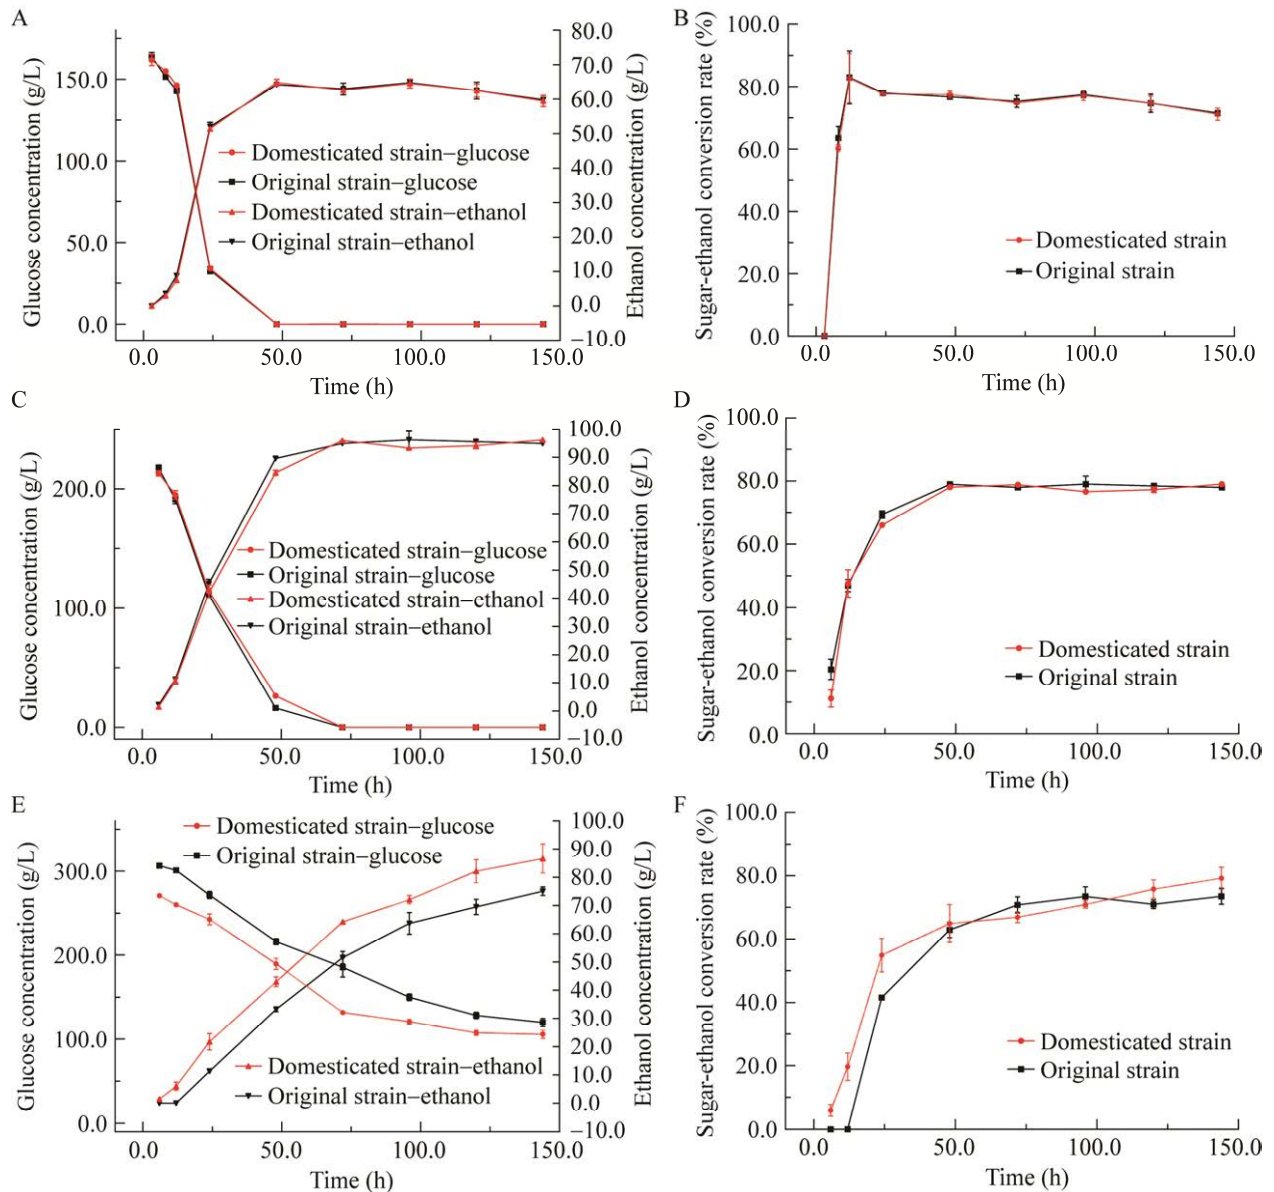 A
Glucose concentration (g/L)
150.0
100.0
50.0
0.0
80.0
70.0
60.0
50.0
40.0
30.0
20.0
10.0
0.0
−10.0
Ethanol concentration (g/L)
Domesticated strain−glucose
Original strain−glucose
Domesticated strain−ethanol
Original strain−ethanol
0.0 50.0 100.0 150.0
Time (h)
B
Sugar-ethanol conversion rate (%)
100.0
80.0
60.0
40.0
20.0
0.0
Domesticated strain
Original strain
0.0 50.0 100.0 150.0
Time (h)
C
Glucose concentration (g/L)
200.0
100.0
0.0
100.0
90.0
80.0
70.0
60.0
50.0
40.0
30.0
20.0
10.0
0.0
−10.0
Ethanol concentration (g/L)
Domesticated strain−glucose
Original strain−glucose
Domesticated strain−ethanol
Original strain−ethanol
0.0 50.0 100.0 150.0
Time (h)
D
Sugar-ethanol conversion rate (%)
100.0
80.0
60.0
40.0
20.0
0.0
Domesticated strain
Original strain
0.0 50.0 100.0 150.0
Time (h)
E
Glucose concentration (g/L)
300.0
200.0
100.0
0.0
100.0
90.0
80.0
70.0
60.0
50.0
40.0
30.0
20.0
10.0
0.0
−10.0
Ethanol concentration (g/L)
Domesticated strain−glucose
Original strain−glucose
Domesticated strain−ethanol
Original strain−ethanol
0.0 50.0 100.0 150.0
Time (h)
F
Sugar-ethanol conversion rate (%)
100.0
80.0
60.0
40.0
20.0
0.0
Domesticated strain
Original strain
0.0 50.0 100.0 150.0
Time (h)